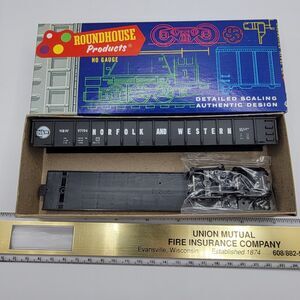 ROUNDHOUSE
Products
HO GAUGE
DETAILED SCALING
AUTHENTIC DESIGN
NORFOLK AND WESTERN
UNION MUTUAL
FIRE INSURANCE COMPANY
Evansville, Wisconsin Established 1874